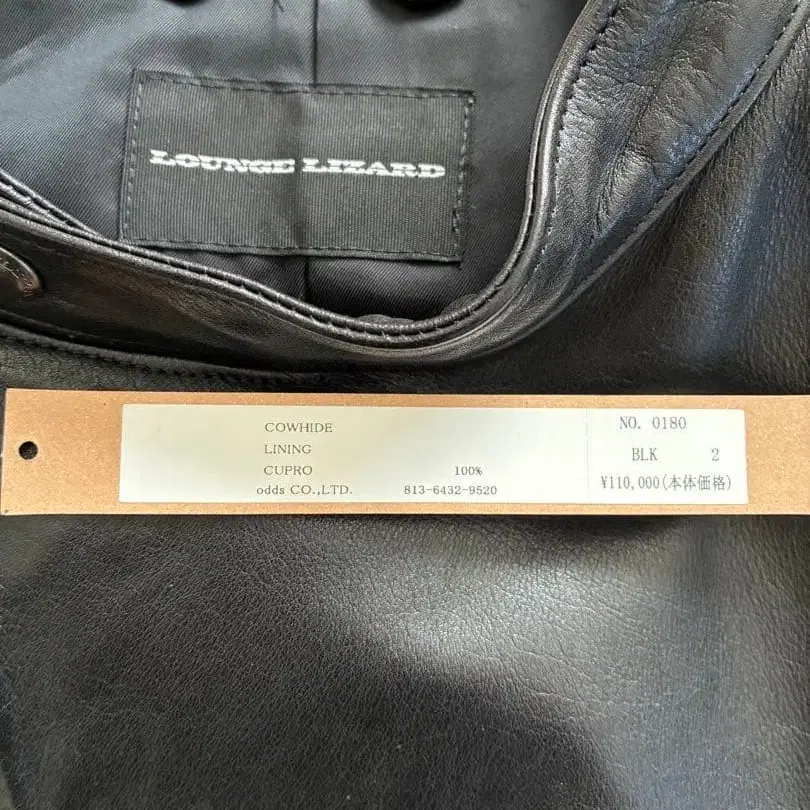 LOUNGE LIZARD
COWHIDE
LINING
CUPRO 100%
odds CO.,LTD. 813-6432-9520
NO. 0180
BLK 2
¥110,000(本体価格)